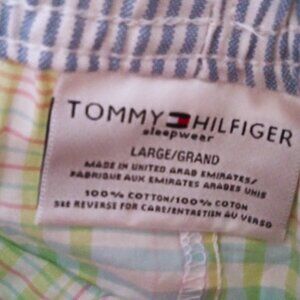 TOMMY HILFIGER
sleepwear
LARGE/GRAND
MADE IN UNITED ARAB EMIRATES/
FABRIQUE AUX EMIRATES ARABES UNIS
100% COTTON/100% COTON
SEE REVERSE FOR CARE/ENTRETIEN AU VERSO